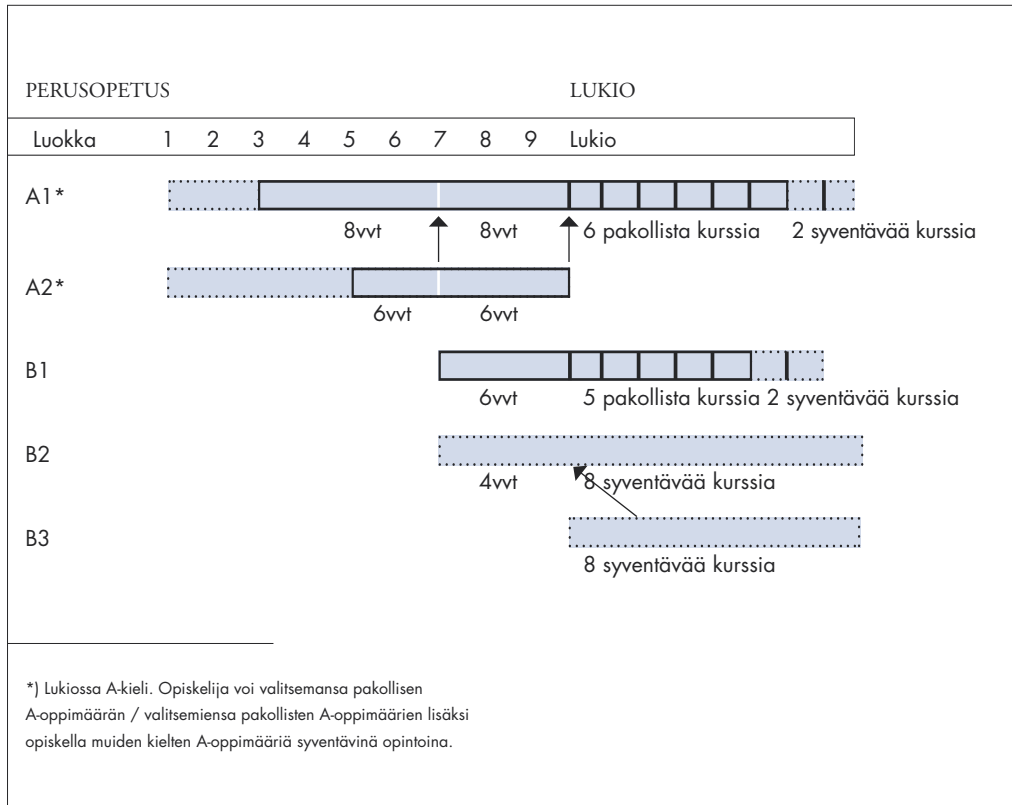 PERUSOPETUS LUKIO
Luokka 1 2 3 4 5 6 7 8 9 Lukio
A1*
8vvt 8vvt 6 pakollista kurssia 2 syventävää kurssia
A2*
6vvt 6vvt
B1
6vvt 5 pakollista kurssia 2 syventävää kurssia
B2
4vvt 8 syventävää kurssia
B3
8 syventävää kurssia
*) Lukiossa A-kieli. Opiskelija voi valitsemansa pakollisen
A-oppimäärän / valitsemiensa pakollisten A-oppimäärien lisäksi
opiskella muiden kielten A-oppimääriä syventävinä opintoina.